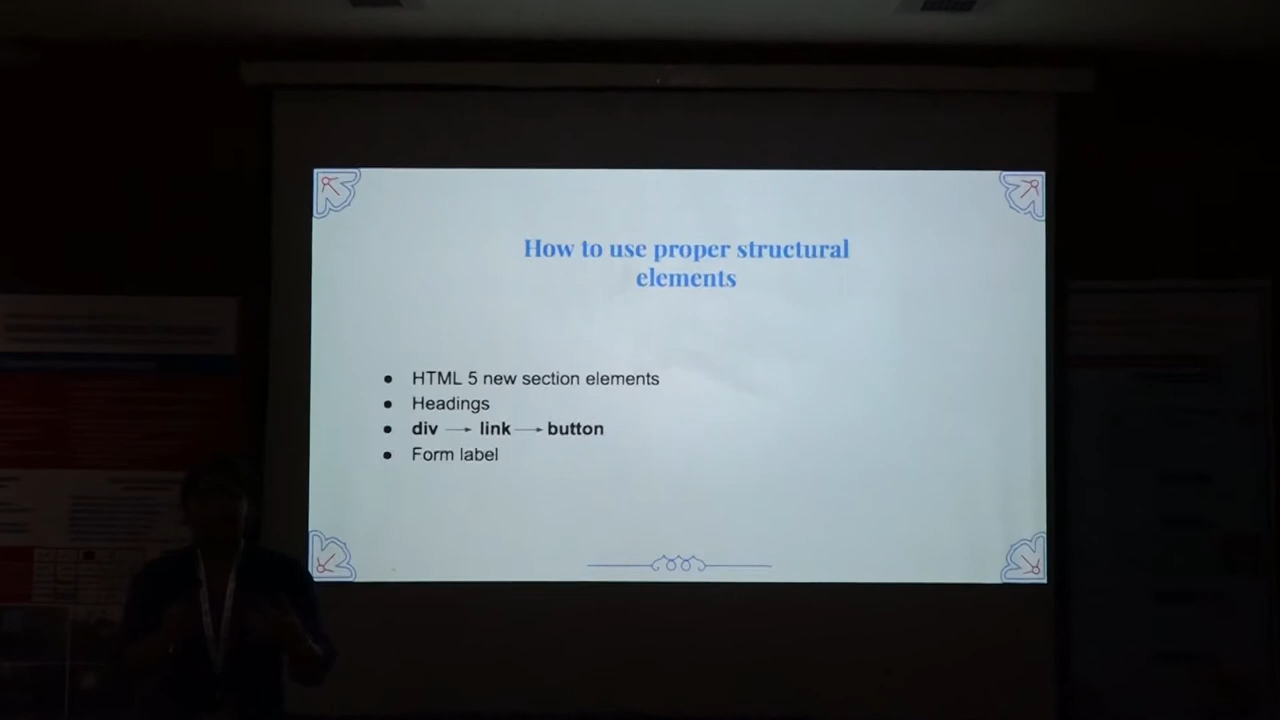 How to use proper structural
elements
● HTML 5 new section elements
● Headings
● div → link → button
● Form label